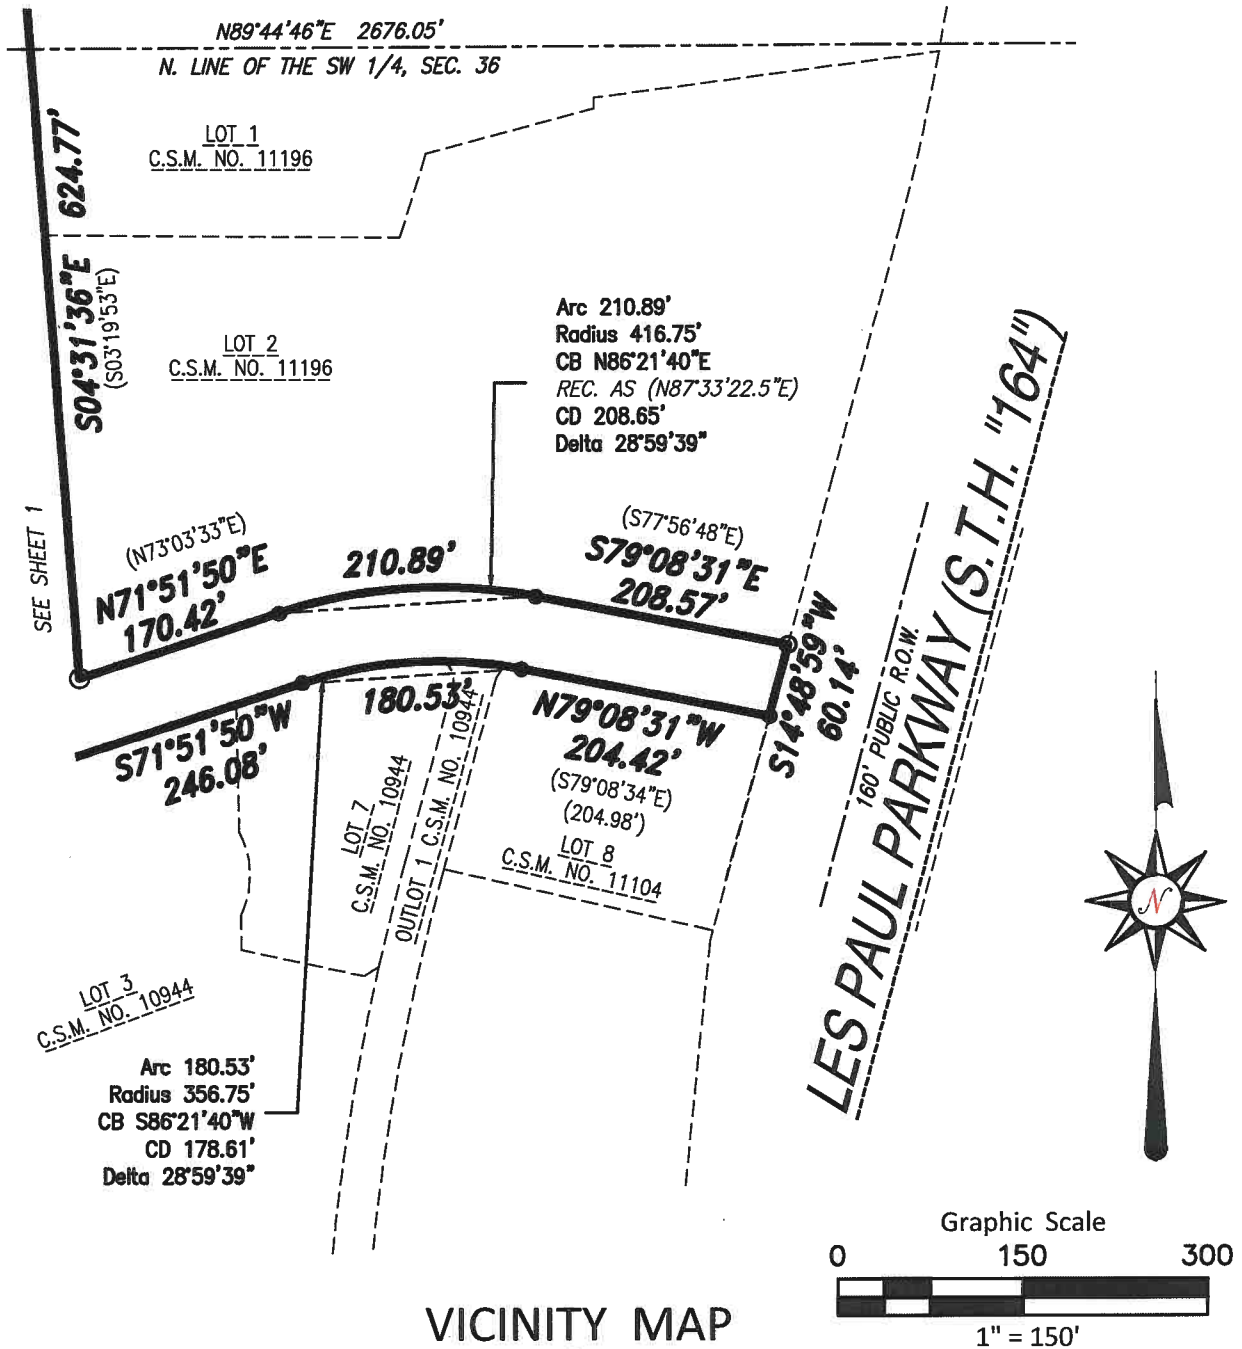 N89°44'46"E 2676.05'
N. LINE OF THE SW 1/4, SEC. 36
LOT 1
C.S.M. NO. 11196
S04°31'36"E 624.77'
(S03°19'53"E)
LOT 2
C.S.M. NO. 11196
Arc 210.89'
Radius 416.75'
CB N86°21'40"E
REC. AS (N87°33'22.5"E)
CD 208.65'
Delta 28°59'39"
SEE SHEET 1
(N73°03'33"E)
N71°51'50"E
170.42'
210.89'
(S77°56'48"E)
S79°08'31"E
208.57'
S14°48'59"W
60.14'
160' PUBLIC R.O.W.
LES PAUL PARKWAY (S.T.H. "164")
S71°51'50"W
246.08'
180.53'
N79°08'31"W
204.42'
(S79°08'34"E)
(204.98')
LOT 7
C.S.M. NO. 10944
OUTLOT 1 C.S.M. NO. 10944
LOT 8
C.S.M. NO. 11104
LOT 3
C.S.M. NO. 10944
Arc 180.53'
Radius 356.75'
CB S86°21'40"W
CD 178.61'
Delta 28°59'39"
N
Graphic Scale
0 150 300
1" = 150'
VICINITY MAP